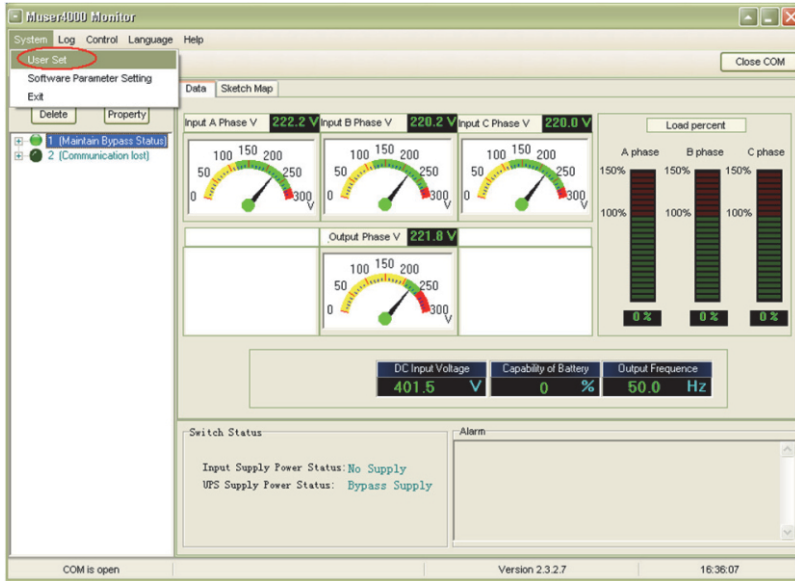 Muser4000 Monitor
System Log Control Language Help
User Set
Software Parameter Setting
Exit
Close COM
Delete Property
1 (Maintain Bypass Status)
2 (Communication lost)
Data Sketch Map
Input A Phase V 222.2 V Input B Phase V 220.2 V Input C Phase V 220.0 V
0 50 100 150 200 250 300 V
0 50 100 150 200 250 300 V
0 50 100 150 200 250 300 V
Output Phase V 221.8 V
0 50 100 150 200 250 300 V
Load percent
A phase B phase C phase
150% 150% 150%
100% 100% 100%
0 % 0 % 0 %
DC Input Voltage Capability of Battery Output Frequence
401.5 V 0 % 50.0 Hz
Switch Status
Input Supply Power Status: No Supply
UPS Supply Power Status: Bypass Supply
Alarm
COM is open Version 2.3.2.7 16:36:07